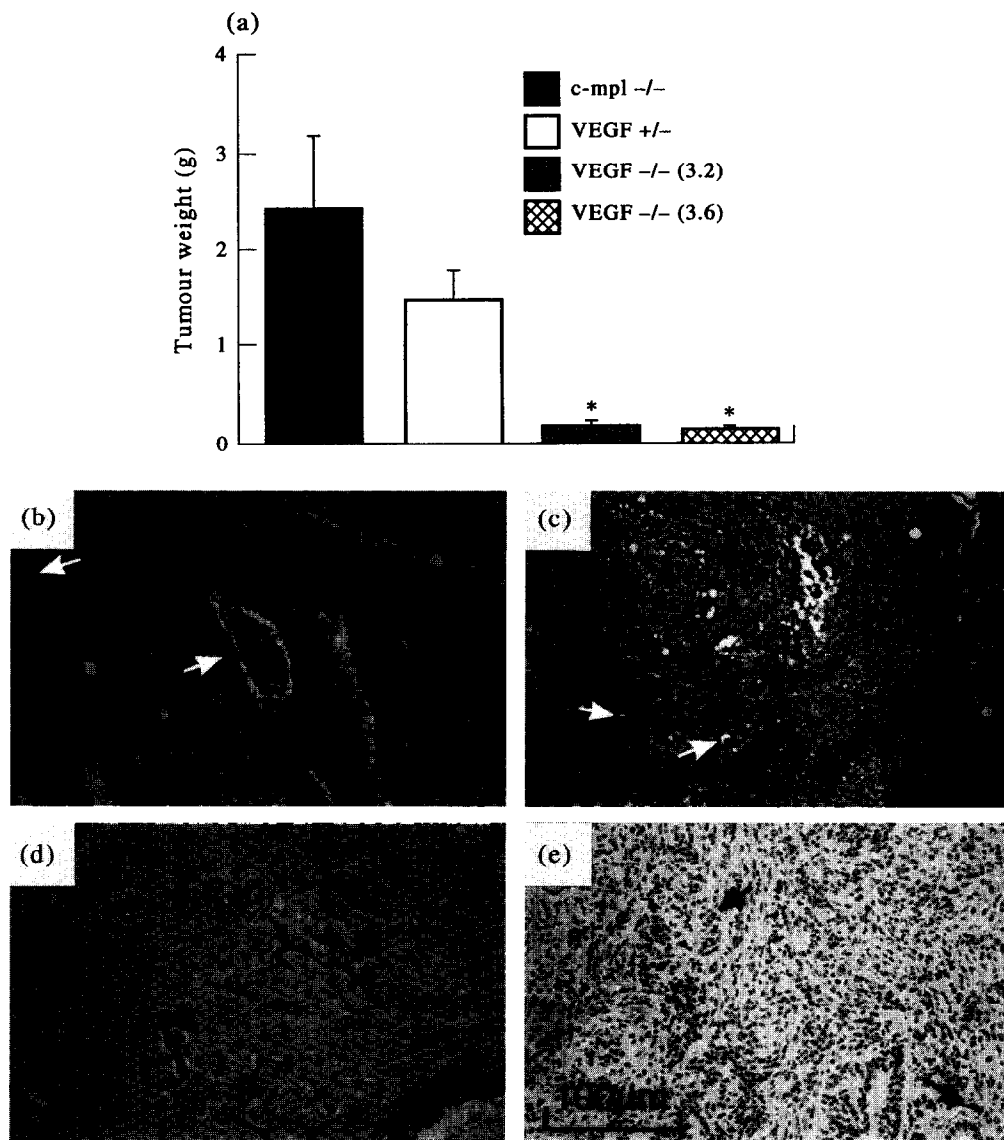 (a)
4
3
2
1
0
Tumour weight (g)
c-mpl –/–
VEGF +/–
VEGF –/– (3.2)
VEGF –/– (3.6)
*
*
(b)
(c)
(d)
(e)